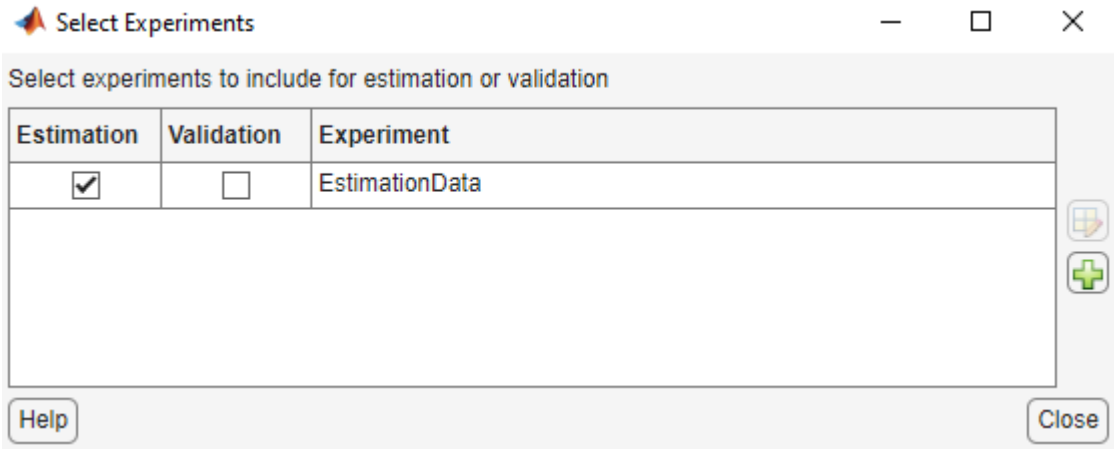 Select Experiments
Select experiments to include for estimation or validation
Estimation Validation Experiment
EstimationData
Help Close